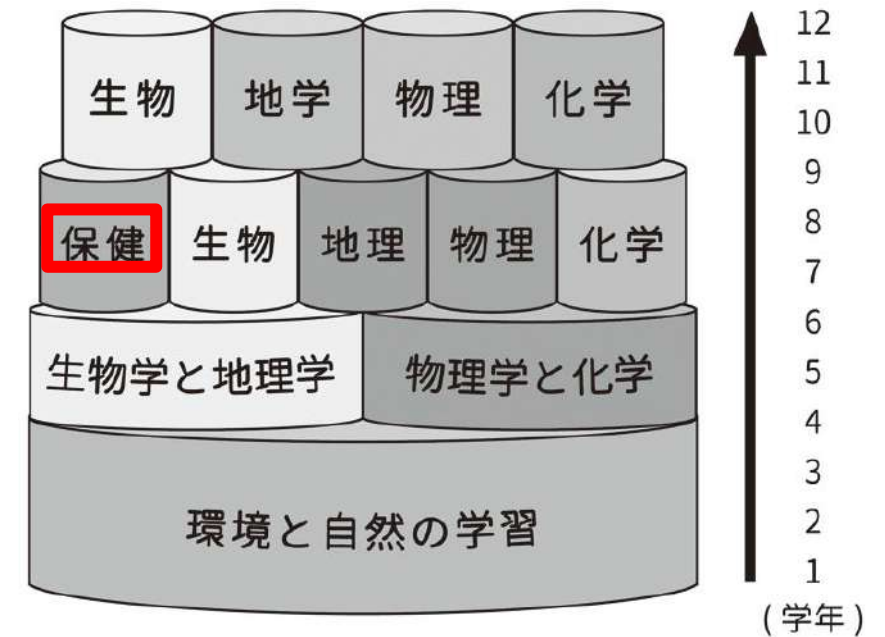 生物 地学 物理 化学
保健 生物 地理 物理 化学
生物学と地理学 物理学と化学
環境と自然の学習
12
11
10
9
8
7
6
5
4
3
2
1
(学年)